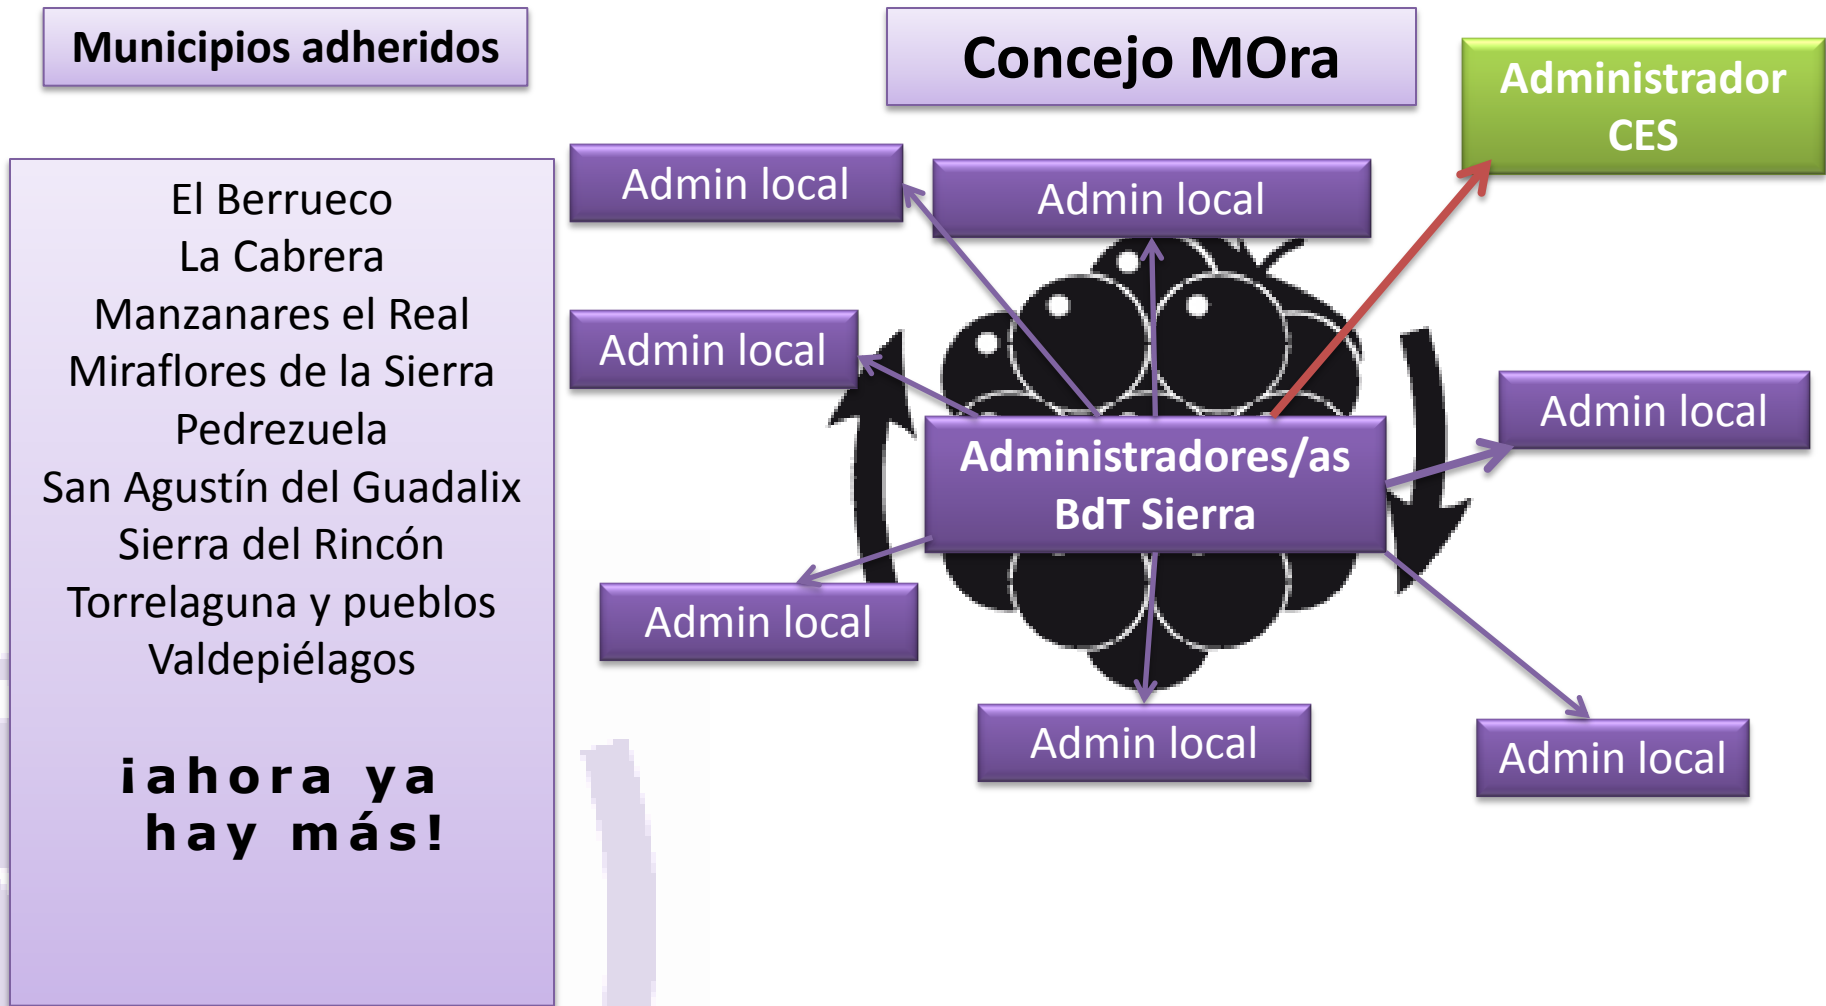 Municipios adheridos
El Berrueco
La Cabrera
Manzanares el Real
Miraflores de la Sierra
Pedrezuela
San Agustín del Guadalix
Sierra del Rincón
Torrelaguna y pueblos
Valdepiélagos
¡ahora ya
hay más!
Concejo MOra
Administrador
CES
Admin local
Admin local
Admin local
Admin local
Administradores/as
BdT Sierra
Admin local
Admin local
Admin local